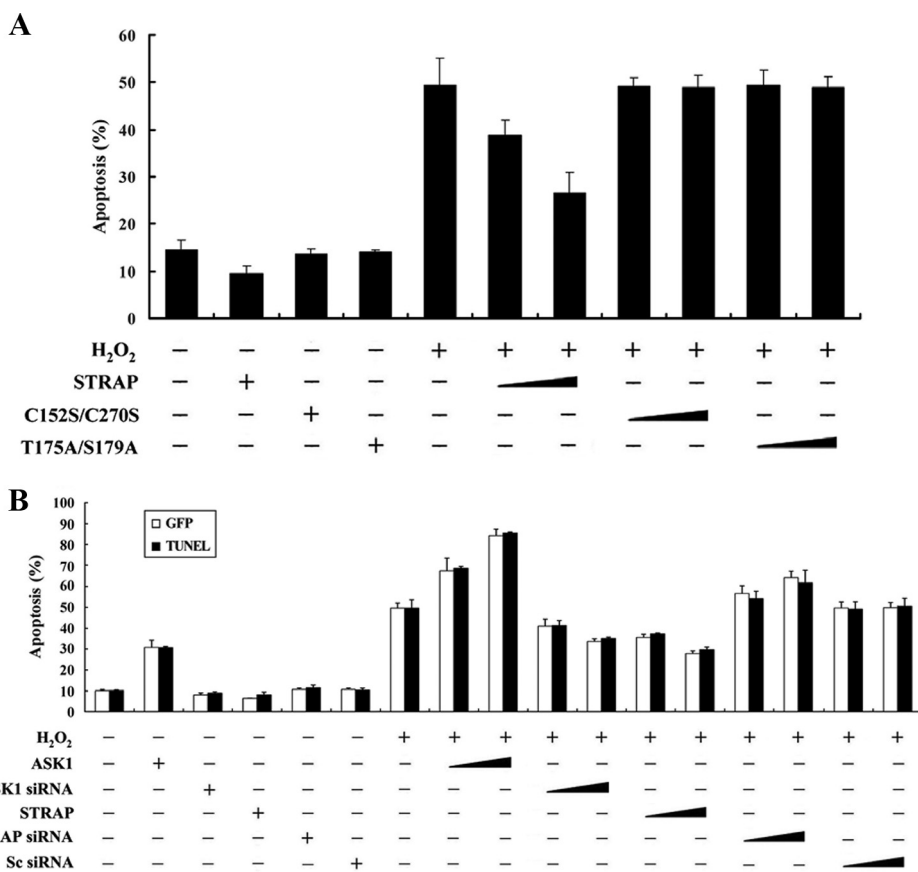 A
60
50
40
30
20
10
0
Apoptosis (%)
H₂O₂ – – – – + + + + + + +
STRAP – + – – – – – – –
C152S/C270S – – + – – – – – –
T175A/S179A – – – + – – – – –
B
100
90
80
70
60
50
40
30
20
10
0
Apoptosis (%)
GFP
TUNEL
H₂O₂ – – – – – – + + + + + + + + + + +
ASK1 – + – – – – – – – – – – – – –
SK1 siRNA – – + – – – – – – – – – – – –
STRAP – – – + – – – – – – – – – – –
AP siRNA – – – – + – – – – – – – – – –
Sc siRNA – – – – – + – – – – – – – – –